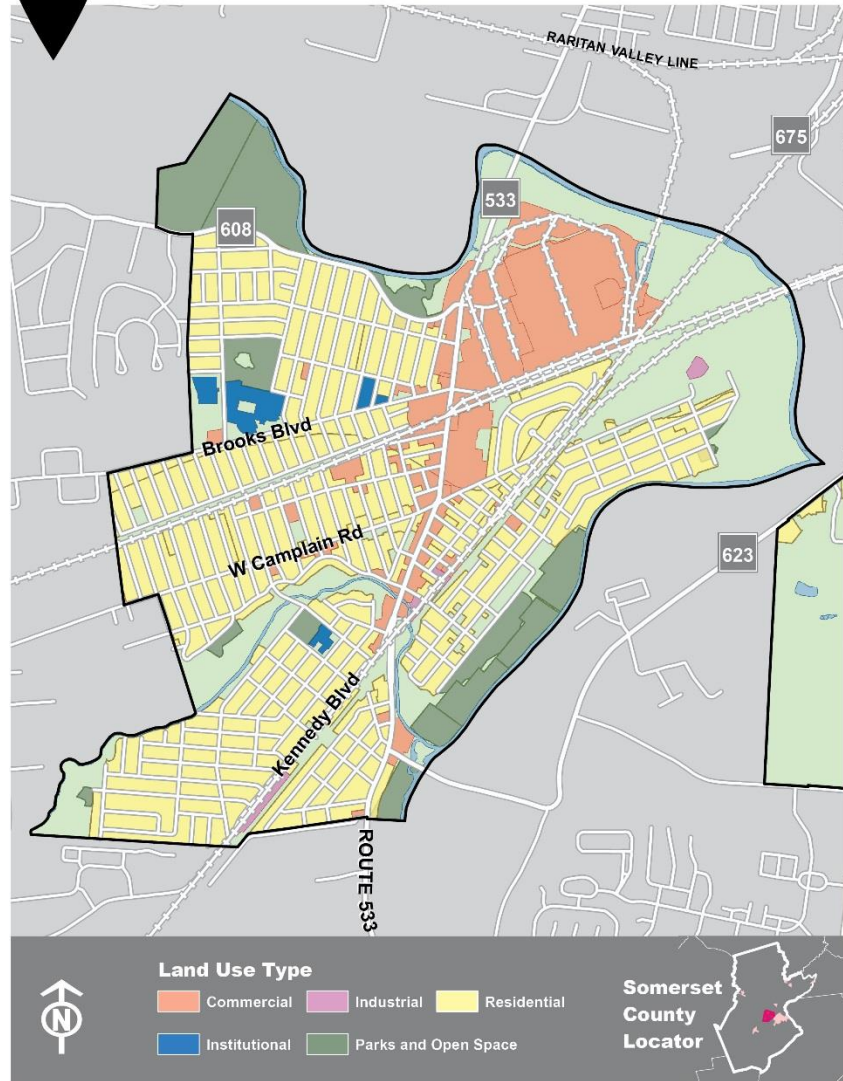 RARITAN VALLEY LINE
675
533
608
Brooks Blvd
W Camplain Rd
623
Kennedy Blvd
ROUTE 533
Land Use Type
Commercial
Industrial
Residential
Institutional
Parks and Open Space
N
Somerset
County
Locator